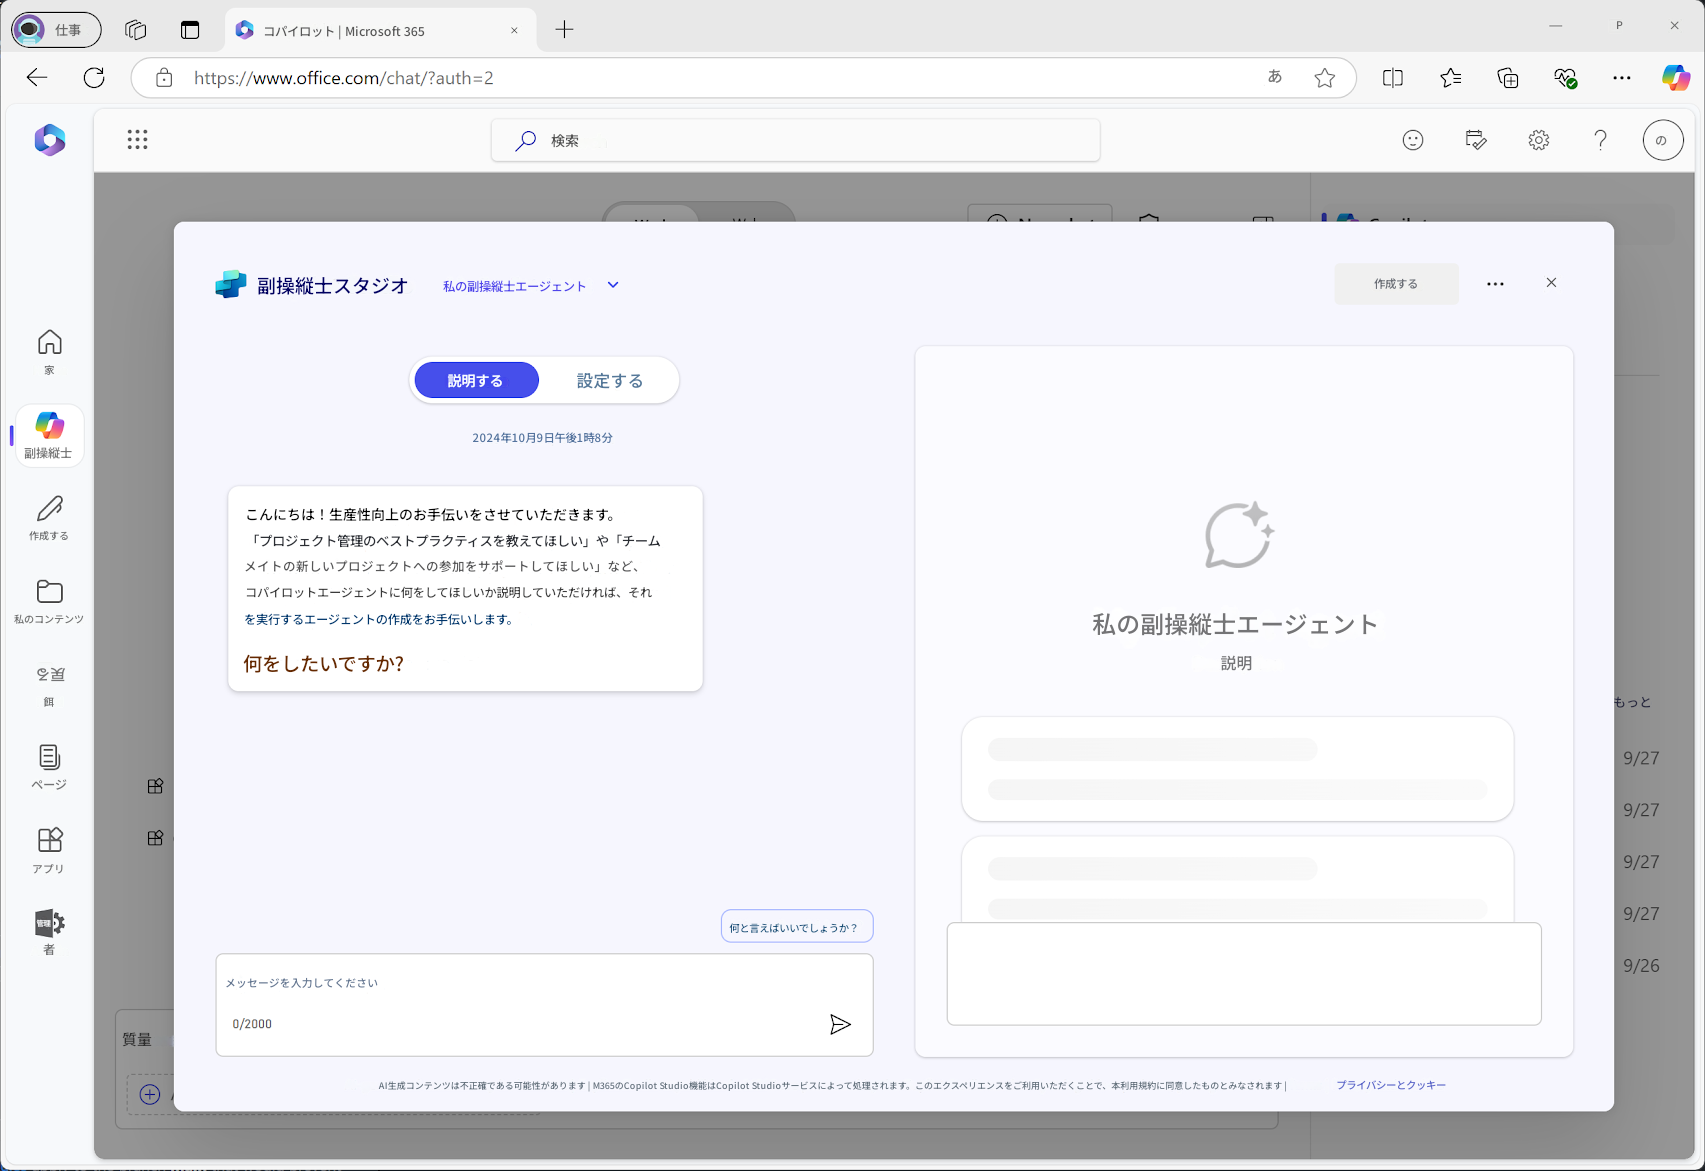 仕事
コパイロット | Microsoft 365
P
https://www.office.com/chat/?auth=2
あ
検索
の
副操縦士スタジオ
私の副操縦士エージェント
作成する
説明する
設定する
2024年10月9日午後1時8分
こんにちは！生産性向上のお手伝いをさせていただきます。
「プロジェクト管理のベストプラクティスを教えてほしい」や「チーム
メイトの新しいプロジェクトへの参加をサポートしてほしい」など、
コパイロットエージェントに何をしてほしいか説明していただければ、それ
を実行するエージェントの作成をお手伝いします。
何をしたいですか?
何と言えばいいでしょうか？
メッセージを入力してください
0/2000
私の副操縦士エージェント
説明
AI生成コンテンツは不正確である可能性があります | M365のCopilot Studio機能はCopilot Studioサービスによって処理されます。このエクスペリエンスをご利用いただくことで、本利用規約に同意したものとみなされます |
プライバシーとクッキー
家
副操縦士
作成する
私のコンテンツ
餌
ページ
アプリ
管理
者
質量
もっと
9/27
9/27
9/27
9/27
9/26